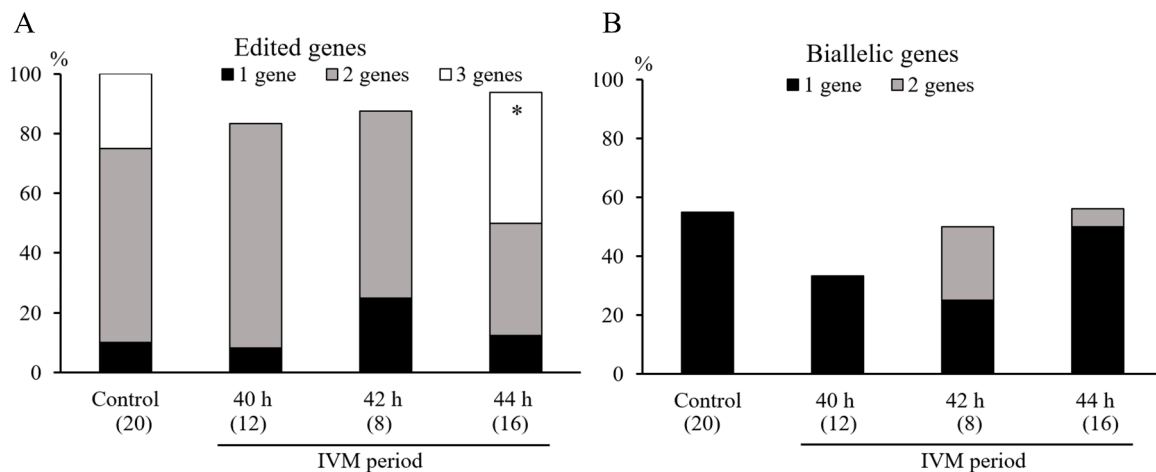 A
Edited genes
%
1 gene 2 genes 3 genes
100
80
60
40
20
0
*
Control 40 h 42 h 44 h
(20) (12) (8) (16)
IVM period
B
Biallelic genes
%
1 gene 2 genes
100
80
60
40
20
0
Control 40 h 42 h 44 h
(20) (12) (8) (16)
IVM period